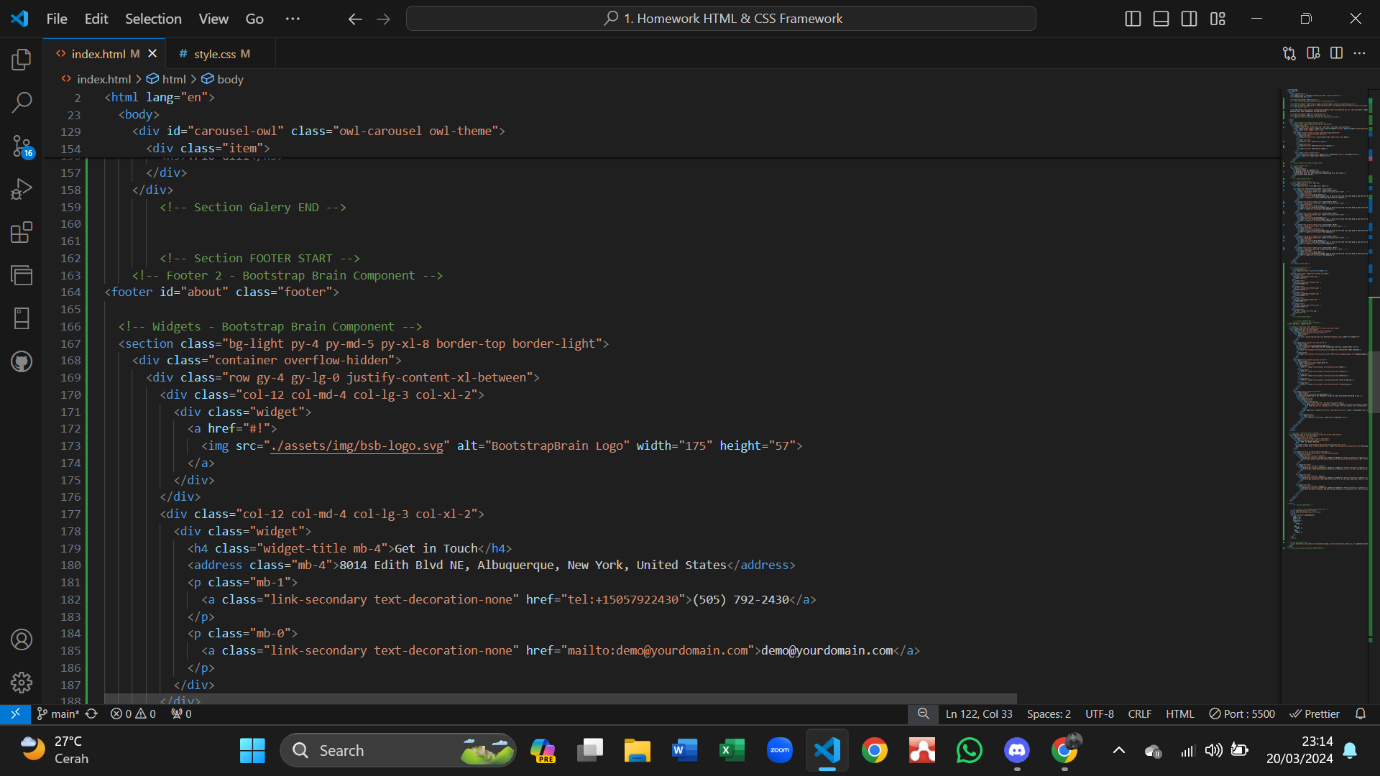 File Edit Selection View Go ··· 1. Homework HTML & CSS Framework
index.html M # style.css M
index.html > html > body
2 <html lang="en">
23 <body>
129 <div id="carousel-owl" class="owl-carousel owl-theme">
154 <div class="item">
157 </div>
158 </div>
159 <!-- Section Galery END -->
160
161
162 <!-- Section FOOTER START -->
163 <!-- Footer 2 - Bootstrap Brain Component -->
164 <footer id="about" class="footer">
165
166 <!-- Widgets - Bootstrap Brain Component -->
167 <section class="bg-light py-4 py-md-5 py-xl-8 border-top border-light">
168 <div class="container overflow-hidden">
169 <div class="row gy-4 gy-lg-0 justify-content-xl-between">
170 <div class="col-12 col-md-4 col-lg-3 col-xl-2">
171 <div class="widget">
172 <a href="#!">
173 <img src="./assets/img/bsb-logo.svg" alt="BootstrapBrain Logo" width="175" height="57">
174 </a>
175 </div>
176 </div>
177 <div class="col-12 col-md-4 col-lg-3 col-xl-2">
178 <div class="widget">
179 <h4 class="widget-title mb-4">Get in Touch</h4>
180 <address class="mb-4">8014 Edith Blvd NE, Albuquerque, New York, United States</address>
181 <p class="mb-1">
182 <a class="link-secondary text-decoration-none" href="tel:+15057922430">(505) 792-2430</a>
183 </p>
184 <p class="mb-0">
185 <a class="link-secondary text-decoration-none" href="mailto:demo@yourdomain.com">demo@yourdomain.com</a>
186 </p>
187 </div>
188 </div>
16
main* 0 0 0 Ln 122, Col 33 Spaces: 2 UTF-8 CRLF HTML Port : 5500 Prettier
27°C
Cerah
Search
PRE
zoom
23:14
20/03/2024